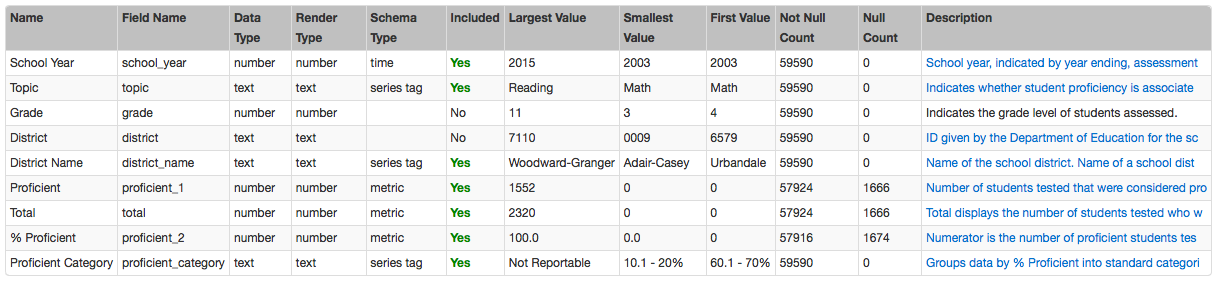 Name Field Name Data Type Render Type Schema Type Included Largest Value Smallest Value First Value Not Null Count Null Count Description
School Year school_year number number time Yes 2015 2003 2003 59590 0 School year, indicated by year ending, assessment
Topic topic text text series tag Yes Reading Math Math 59590 0 Indicates whether student proficiency is associate
Grade grade number number No 11 3 4 59590 0 Indicates the grade level of students assessed.
District district text text No 7110 0009 6579 59590 0 ID given by the Department of Education for the sc
District Name district_name text text series tag Yes Woodward-Granger Adair-Casey Urbandale 59590 0 Name of the school district. Name of a school dist
Proficient proficient_1 number number metric Yes 1552 0 0 57924 1666 Number of students tested that were considered pro
Total total number number metric Yes 2320 0 0 57924 1666 Total displays the number of students tested who w
% Proficient proficient_2 number number metric Yes 100.0 0.0 0 57916 1674 Numerator is the number of proficient students tes
Proficient Category proficient_category text text series tag Yes Not Reportable 10.1 - 20% 60.1 - 70% 59590 0 Groups data by % Proficient into standard categori